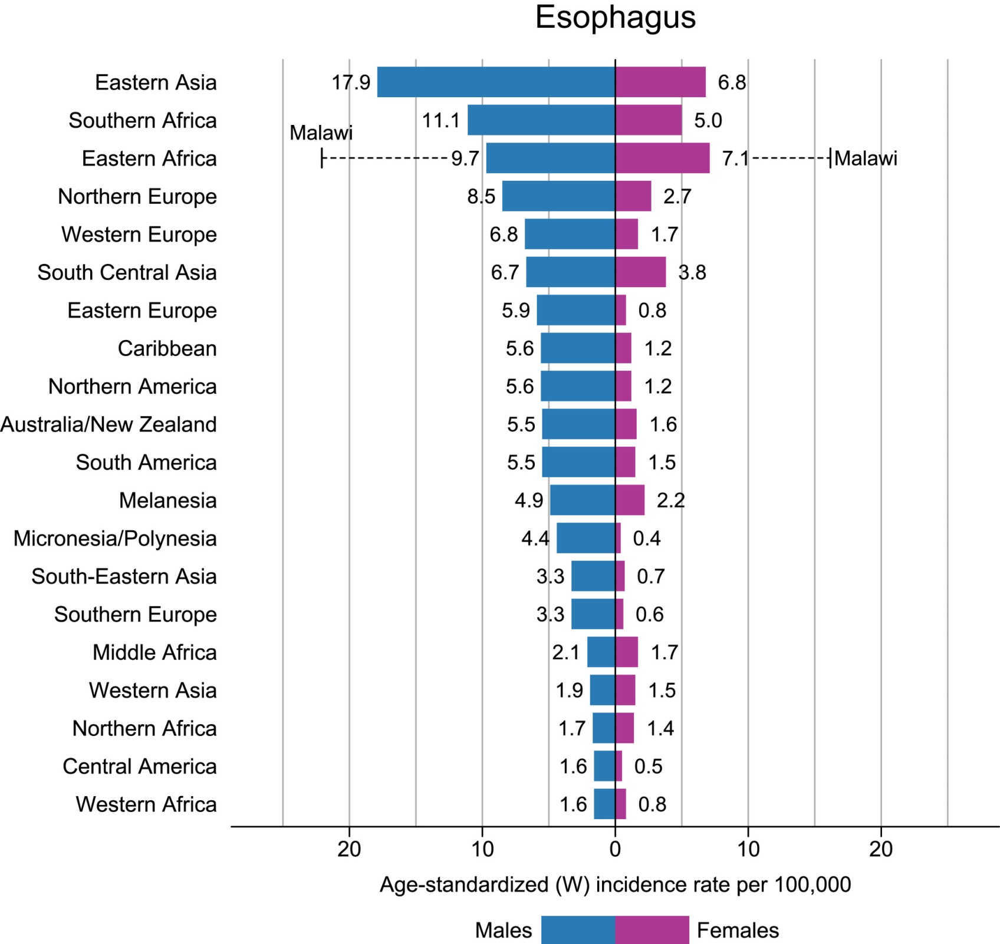 Esophagus
Eastern Asia 17.9 6.8
Southern Africa 11.1 5.0
Malawi
Eastern Africa 9.7 7.1 Malawi
Northern Europe 8.5 2.7
Western Europe 6.8 1.7
South Central Asia 6.7 3.8
Eastern Europe 5.9 0.8
Caribbean 5.6 1.2
Northern America 5.6 1.2
Australia/New Zealand 5.5 1.6
South America 5.5 1.5
Melanesia 4.9 2.2
Micronesia/Polynesia 4.4 0.4
South-Eastern Asia 3.3 0.7
Southern Europe 3.3 0.6
Middle Africa 2.1 1.7
Western Asia 1.9 1.5
Northern Africa 1.7 1.4
Central America 1.6 0.5
Western Africa 1.6 0.8
20 10 0 10 20
Age-standardized (W) incidence rate per 100,000
Males Females